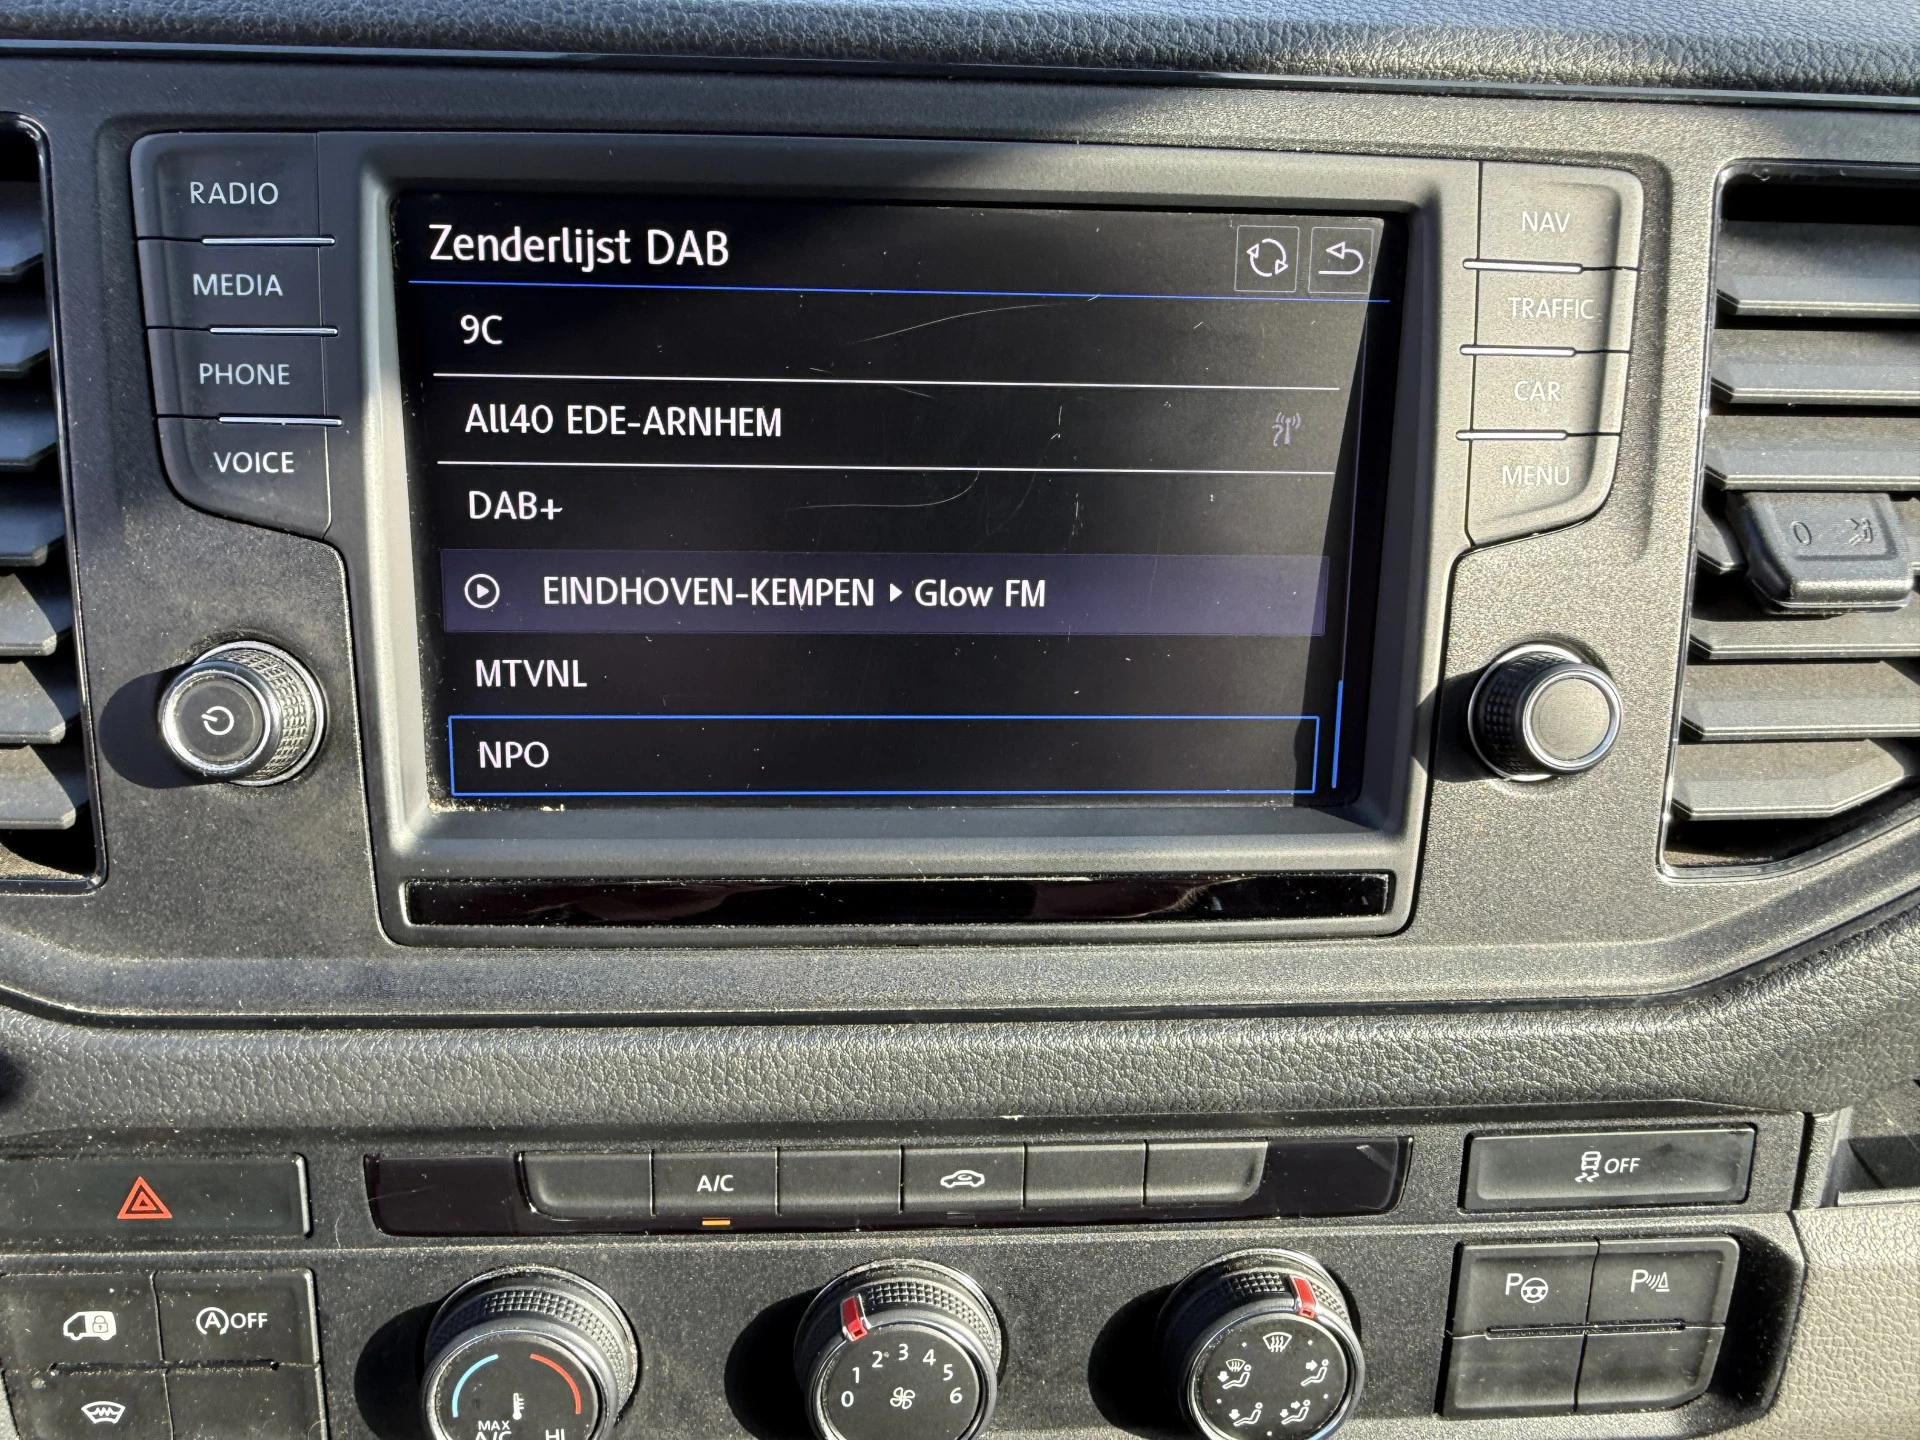 RADIO
MEDIA
PHONE
VOICE
Zenderlijst DAB
9C
All40 EDE-ARNHEM
DAB+
EINDHOVEN-KEMPEN ▸ Glow FM
MTVNL
NPO
NAV
TRAFFIC
CAR
MENU
O
A/C
OFF
A OFF
MAX
A/C
HI
0 1 2 3 4 5 6
P
P